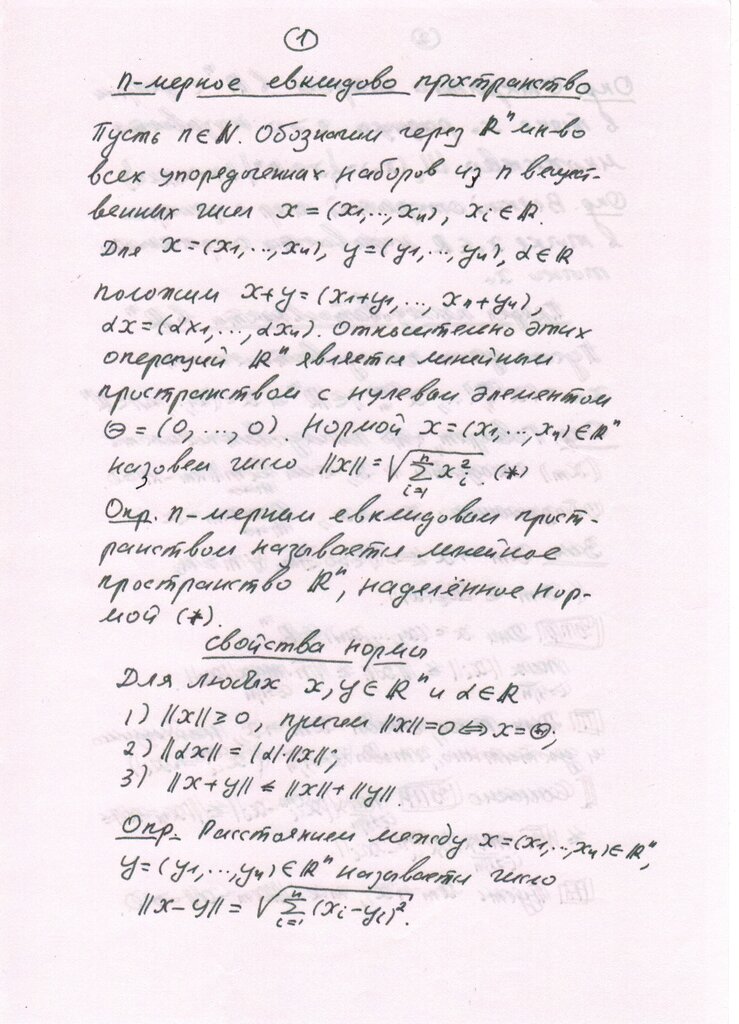 1
n-мерное евклидово пространство
Пусть n∈N. Обозначим через ℝⁿ мн-во
всех упорядоченных наборов из n вещест-
венных чисел x=(x₁,...,xₙ), xᵢ∈ℝ.
Для x=(x₁,...,xₙ), y=(y₁,...,yₙ), α∈ℝ
положим x+y=(x₁+y₁,..., xₙ+yₙ),
αx=(αx₁,...,αxₙ). Относительно этих
операций ℝⁿ является линейным
пространством с нулевым элементом
Θ=(0,...,0). Нормой x=(x₁,...,xₙ)∈ℝⁿ
назовем число ||x||=√(∑ᵢ₌₁ⁿ xᵢ²). (*)
Опр. n-мерным евклидовым прост-
ранством называется линейное
пространство ℝⁿ, наделённое нор-
мой (*).
Свойства нормы
Для любых x,y∈ℝⁿ и α∈ℝ
1) ||x||≥0, причем ||x||=0⇔x=Θ;
2) ||αx||=|α|·||x||;
3) ||x+y||≤||x||+||y||.
Опр. Расстоянием между x=(x₁,...,xₙ)∈ℝⁿ,
y=(y₁,...,yₙ)∈ℝⁿ называется число
||x-y||=√(∑ᵢ₌₁ⁿ (xᵢ-yᵢ)²).